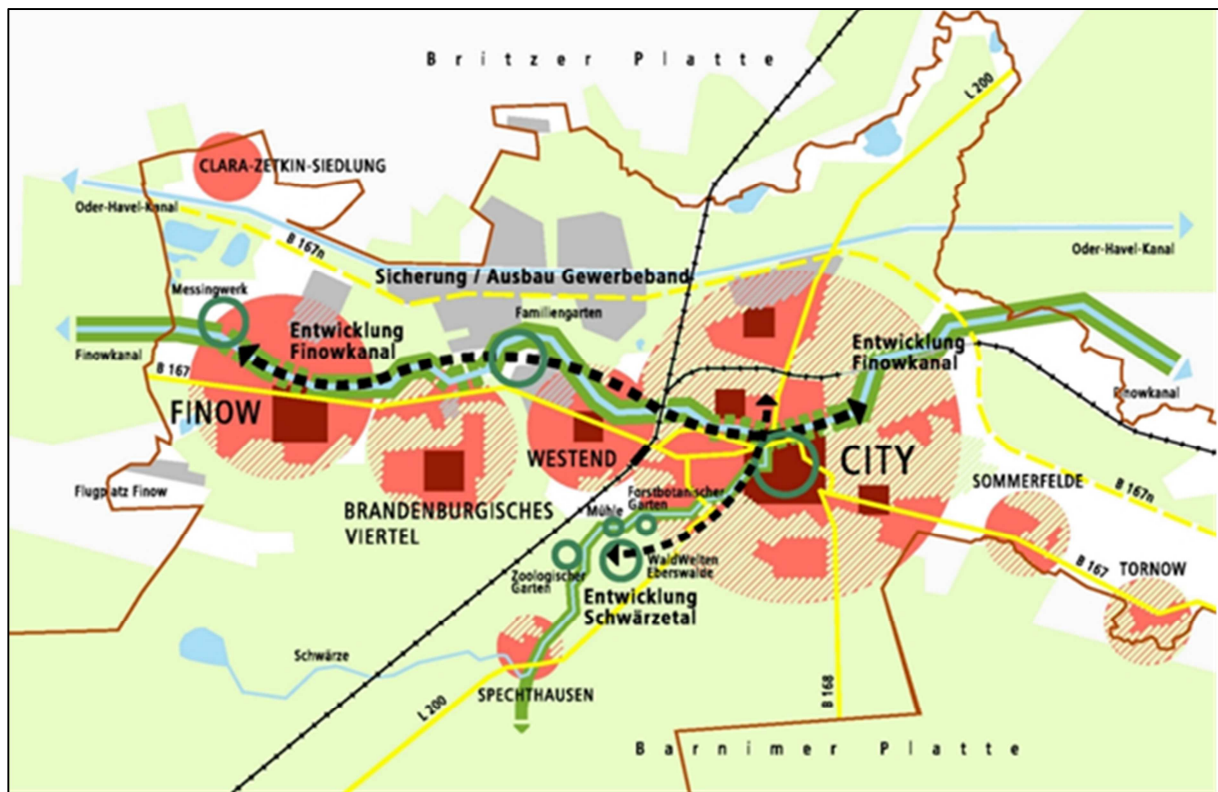 Britzer Platte
L 200
CLARA-ZETKIN-SIEDLUNG
Oder-Havel-Kanal
B 167n
Oder-Havel-Kanal
Sicherung / Ausbau Gewerbeband
Messingwerk
Familiengarten
Entwicklung
Finowkanal
Entwicklung
Finowkanal
Finowkanal
B 167
Finowkanal
FINOW
WESTEND
CITY
Flugplatz Finow
BRANDENBURGISCHES
VIERTEL
Forstbotanischer
Garten
Mühle
SOMMERFELDE
B 167n
Zoologischer
Garten
WaldWelten
Eberswalde
B 167
TORNOW
Entwicklung
Schwärzetal
Schwärze
SPECHTHAUSEN
L 200
B 168
Barnimer Platte